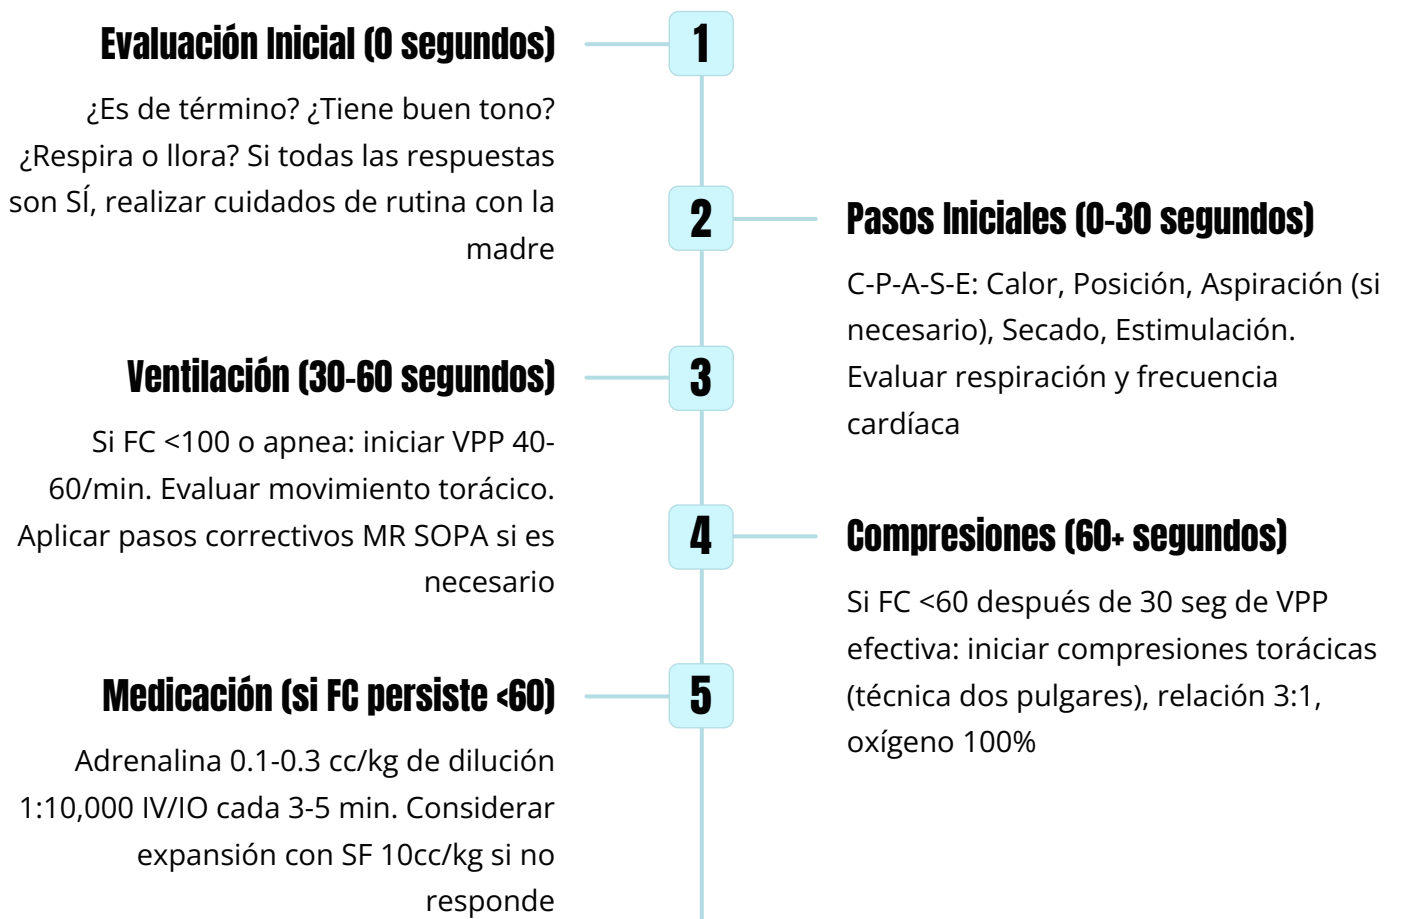 Evaluación Inicial (0 segundos)
¿Es de término? ¿Tiene buen tono?
¿Respira o llora? Si todas las respuestas
son SÍ, realizar cuidados de rutina con la
madre
1
2
Pasos Iniciales (0-30 segundos)
C-P-A-S-E: Calor, Posición, Aspiración (si
necesario), Secado, Estimulación.
Evaluar respiración y frecuencia
cardíaca
Ventilación (30-60 segundos)
Si FC <100 o apnea: iniciar VPP 40-
60/min. Evaluar movimiento torácico.
Aplicar pasos correctivos MR SOPA si es
necesario
3
4
Compresiones (60+ segundos)
Si FC <60 después de 30 seg de VPP
efectiva: iniciar compresiones torácicas
(técnica dos pulgares), relación 3:1,
oxígeno 100%
Medicación (si FC persiste <60)
Adrenalina 0.1-0.3 cc/kg de dilución
1:10,000 IV/IO cada 3-5 min. Considerar
expansión con SF 10cc/kg si no
responde
5